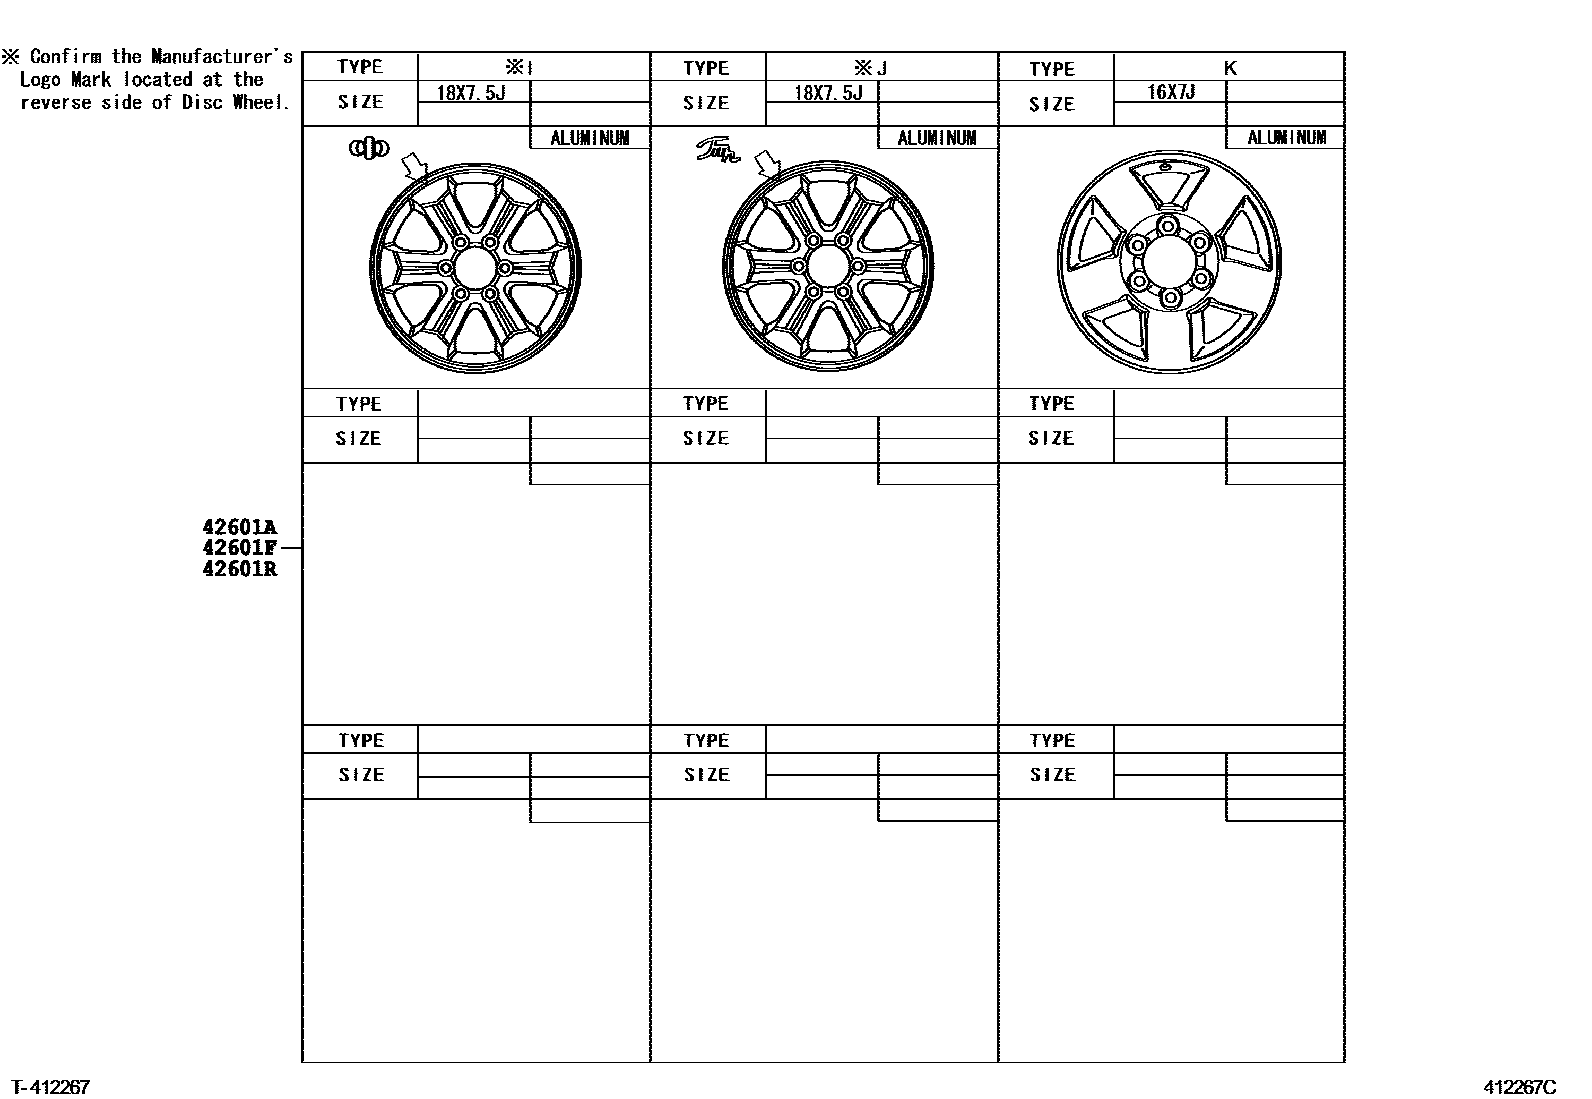 ※ Confirm the Manufacturer's
Logo Mark located at the
reverse side of Disc Wheel.
TYPE ※I TYPE ※J TYPE K
SIZE 18X7.5J SIZE 18X7.5J SIZE 16X7J
ALUMINUM ALUMINUM ALUMINUM
TYPE TYPE TYPE
SIZE SIZE SIZE
42601A
42601F
42601R
TYPE TYPE TYPE
SIZE SIZE SIZE
T-412267 412267C